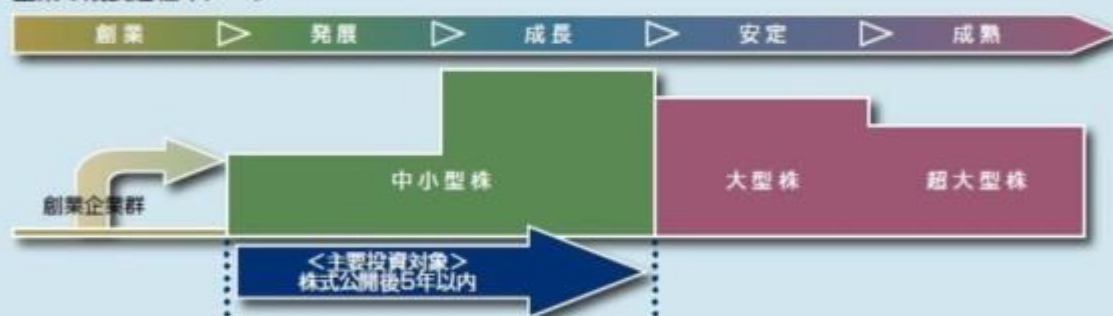 創業 発展 成長 安定 成熟
中小型株 大型株 超大型株
創業企業群
＜主要投資対象＞
株式公開後5年以内